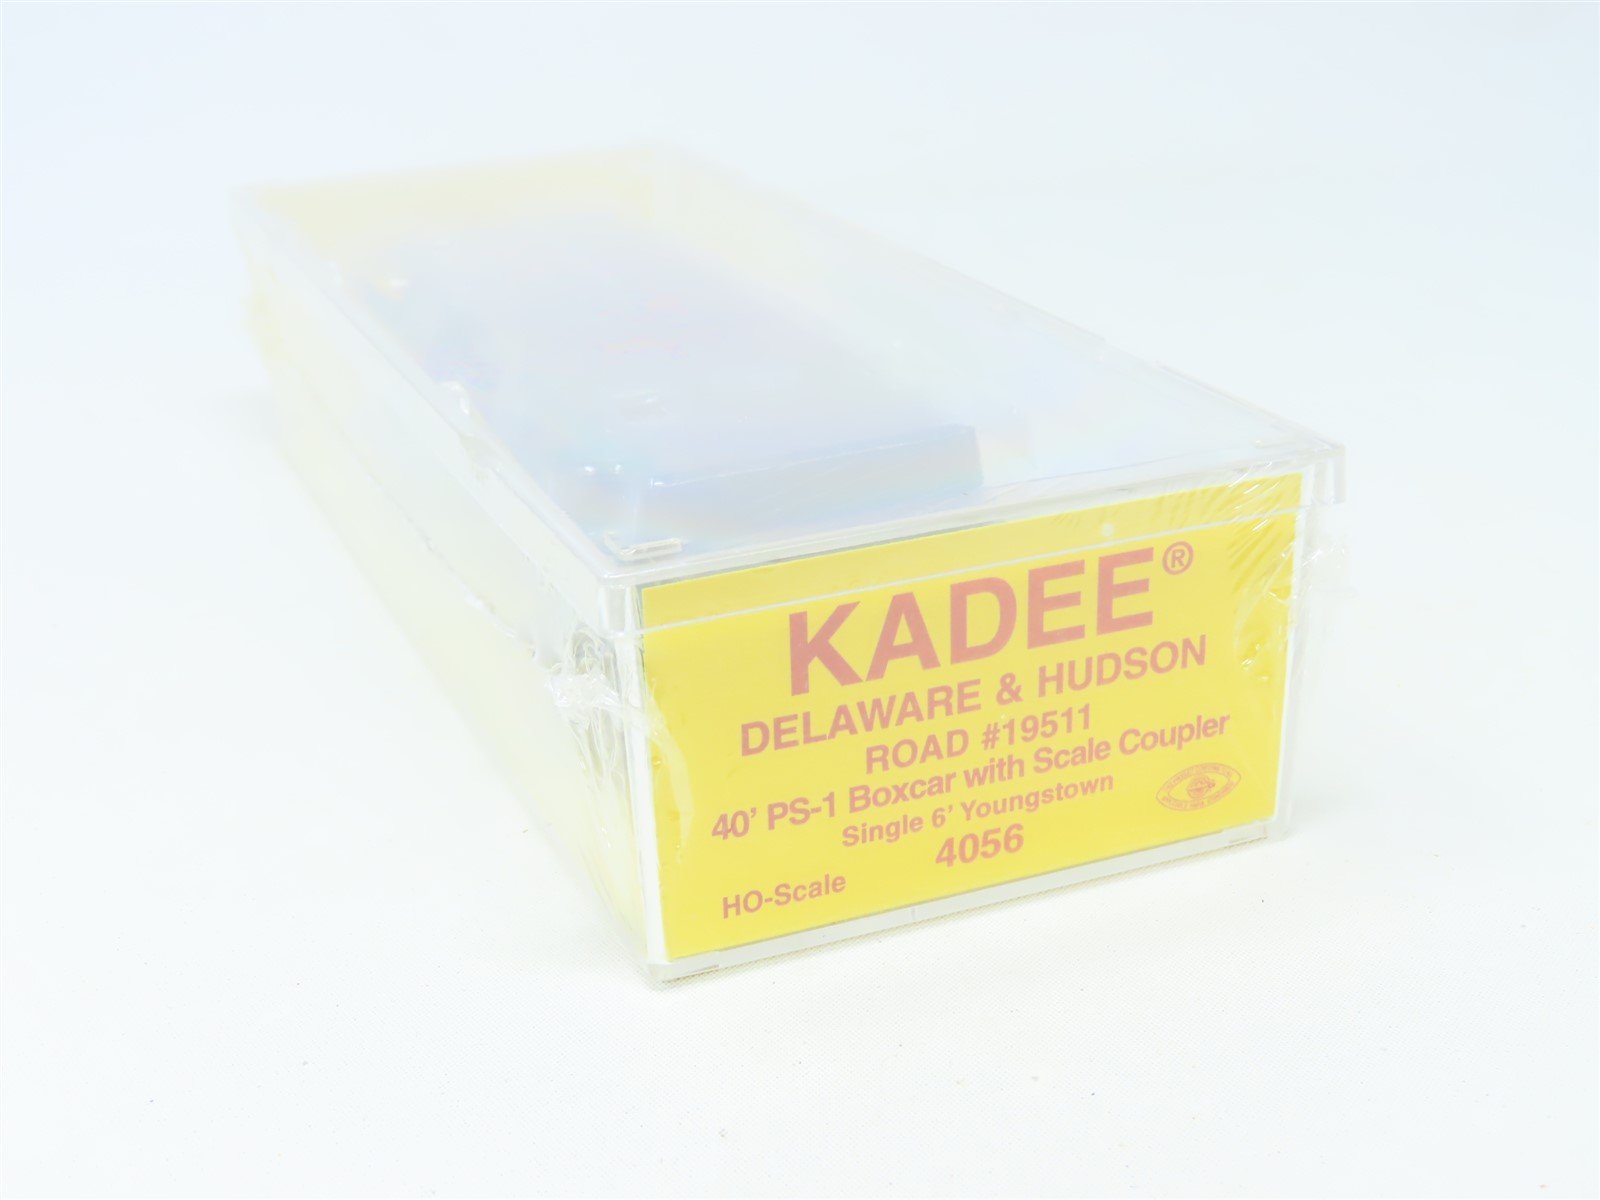 KADEE®
DELAWARE & HUDSON
ROAD #19511
40' PS-1 Boxcar with Scale Coupler
Single 6' Youngstown
4056
HO-Scale